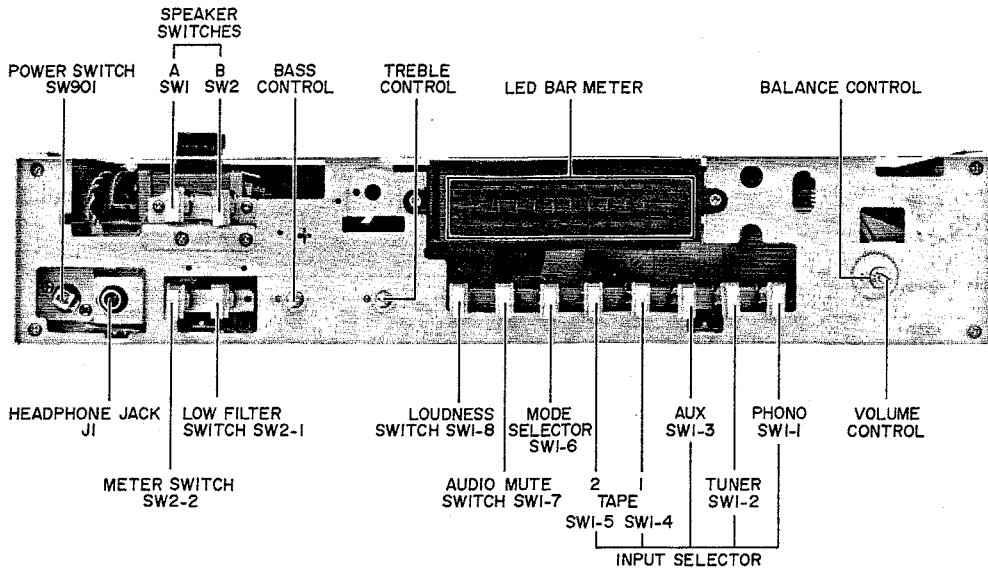 SPEAKER
SWITCHES
POWER SWITCH
SW901
A
SW1
B
SW2
BASS
CONTROL
TREBLE
CONTROL
LED BAR METER
BALANCE CONTROL
HEADPHONE JACK
J1
LOW FILTER
SWITCH SW2-1
METER SWITCH
SW2-2
LOUDNESS
SWITCH SW1-8
MODE
SELECTOR
SW1-6
AUDIO MUTE
SWITCH SW1-7
2 1
TAPE
SW1-5 SW1-4
AUX
SW1-3
TUNER
SW1-2
PHONO
SW1-1
VOLUME
CONTROL
INPUT SELECTOR